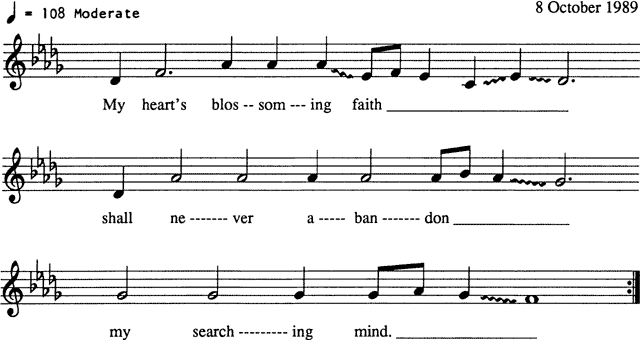 ♩ = 108 Moderate
8 October 1989
My heart's blos -- som --- ing faith ____________________
shall ne ------- ver a ----- ban ------- don _____________
my search --------- ing mind. ________________